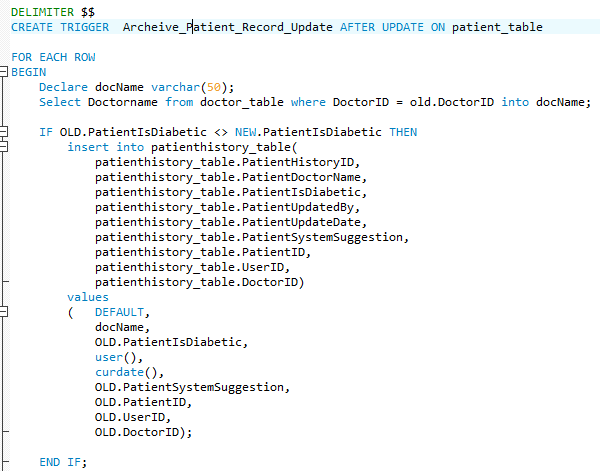 DELIMITER $$
CREATE TRIGGER  Archeive_Patient_Record_Update AFTER UPDATE ON patient_table
FOR EACH ROW
BEGIN
Declare docName varchar(50);
Select Doctorname from doctor_table where DoctorID = old.DoctorID into docName;
IF OLD.PatientIsDiabetic <> NEW.PatientIsDiabetic THEN
insert into patienthistory_table(
patienthistory_table.PatientHistoryID,
patienthistory_table.PatientDoctorName,
patienthistory_table.PatientIsDiabetic,
patienthistory_table.PatientUpdatedBy,
patienthistory_table.PatientUpdateDate,
patienthistory_table.PatientSystemSuggestion,
patienthistory_table.PatientID,
patienthistory_table.UserID,
patienthistory_table.DoctorID)
values
(   DEFAULT,
docName,
OLD.PatientIsDiabetic,
user(),
curdate(),
OLD.PatientSystemSuggestion,
OLD.PatientID,
OLD.UserID,
OLD.DoctorID);
END IF;